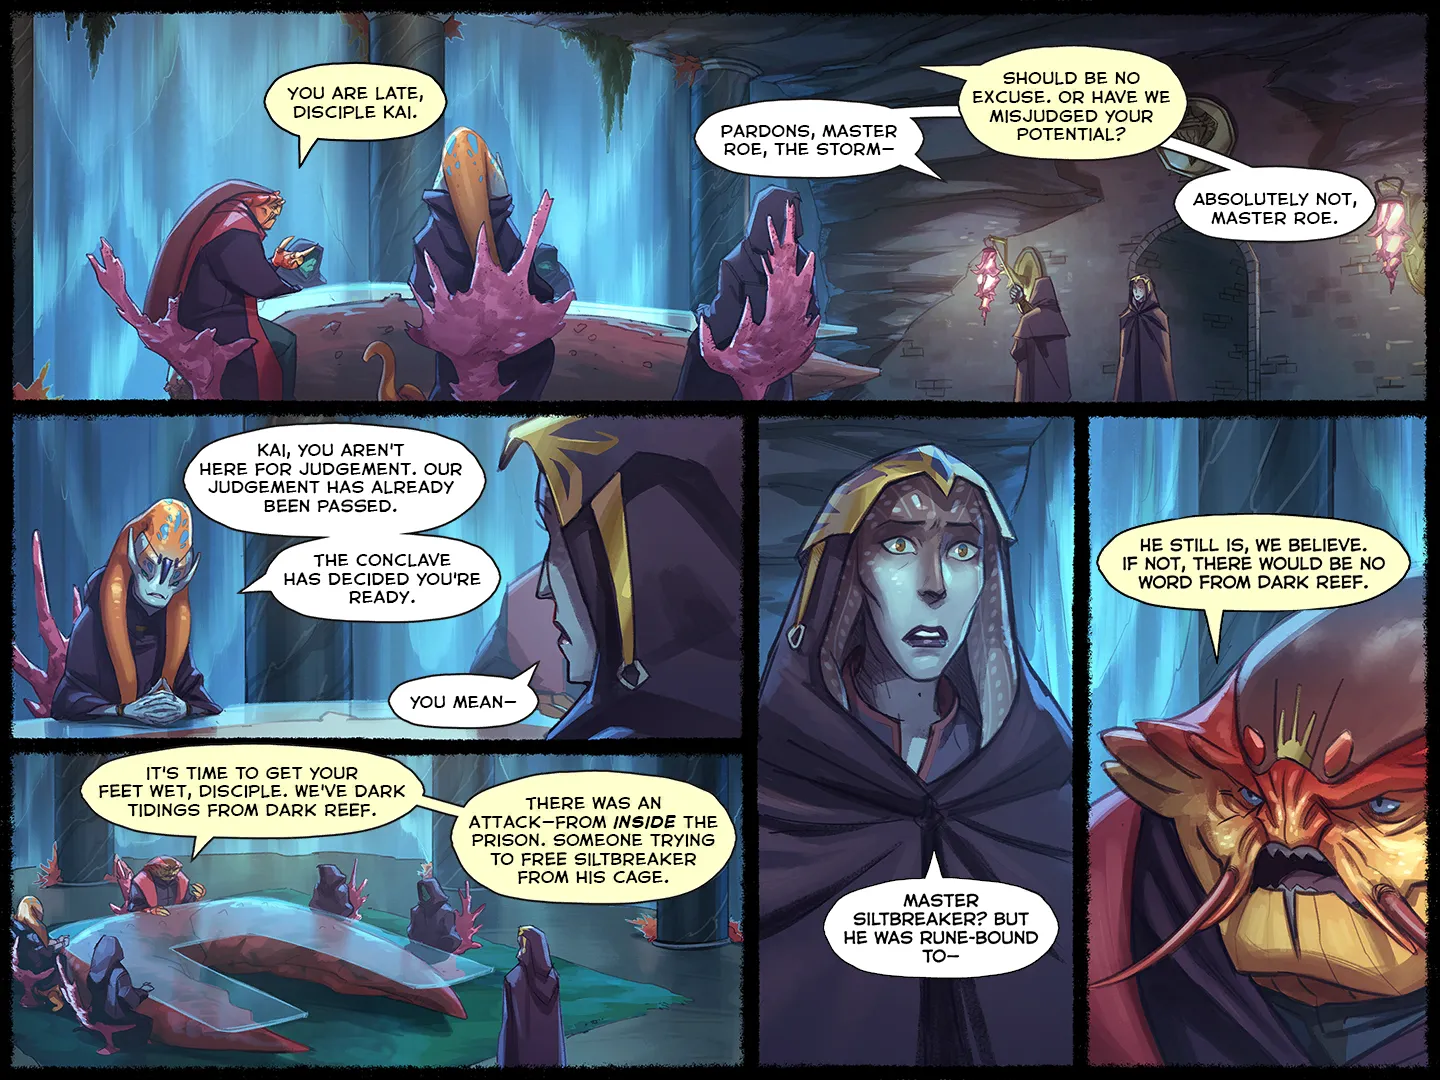 YOU ARE LATE,
DISCIPLE KAI.
PARDONS, MASTER
ROE, THE STORM—
SHOULD BE NO
EXCUSE. OR HAVE WE
MISJUDGED YOUR
POTENTIAL?
ABSOLUTELY NOT,
MASTER ROE.
KAI, YOU AREN'T
HERE FOR JUDGEMENT. OUR
JUDGEMENT HAS ALREADY
BEEN PASSED.
THE CONCLAVE
HAS DECIDED YOU'RE
READY.
YOU MEAN—
IT'S TIME TO GET YOUR
FEET WET, DISCIPLE. WE'VE DARK
TIDINGS FROM DARK REEF.
THERE WAS AN
ATTACK—FROM INSIDE THE
PRISON. SOMEONE TRYING
TO FREE SILTBREAKER
FROM HIS CAGE.
MASTER
SILTBREAKER? BUT
HE WAS RUNE-BOUND
TO—
HE STILL IS, WE BELIEVE.
IF NOT, THERE WOULD BE NO
WORD FROM DARK REEF.